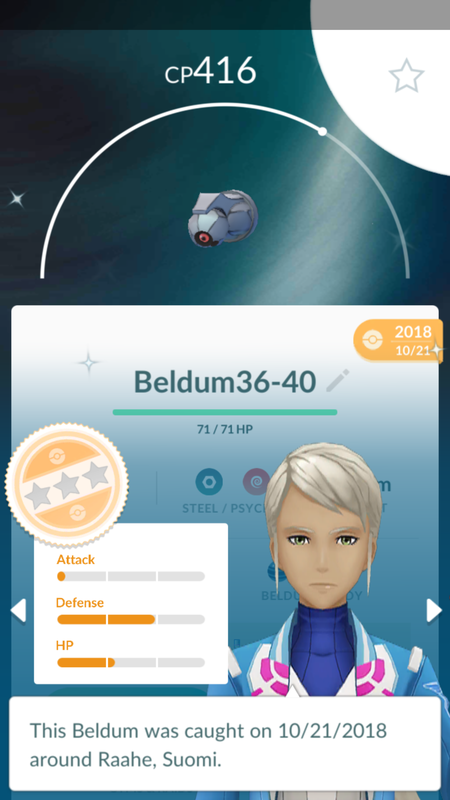 CP416
2018
10/21
Beldum36-40
71 / 71 HP
STEEL / PSYC
Attack
Defense
HP
This Beldum was caught on 10/21/2018
around Raahe, Suomi.